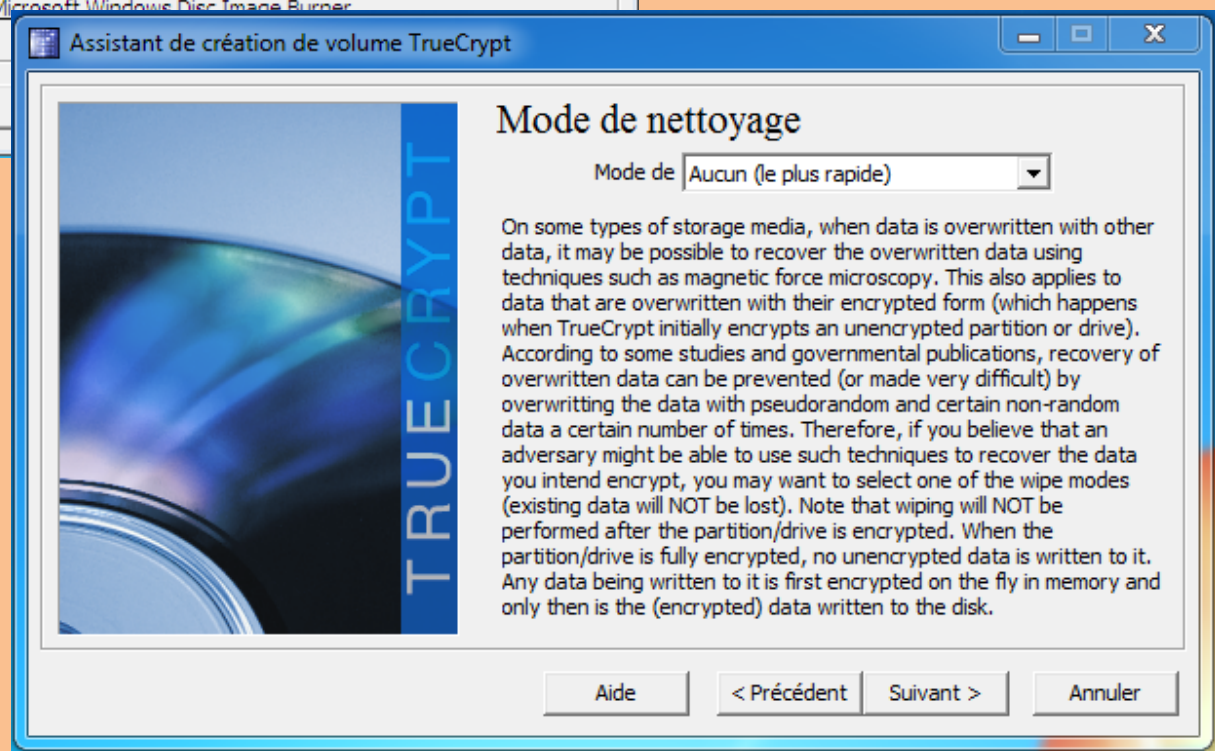 Microsoft Windows Disc Image Burner
Assistant de création de volume TrueCrypt
TRUECRYPT
Mode de nettoyage
Mode de Aucun (le plus rapide)
On some types of storage media, when data is overwritten with other
data, it may be possible to recover the overwritten data using
techniques such as magnetic force microscopy. This also applies to
data that are overwritten with their encrypted form (which happens
when TrueCrypt initially encrypts an unencrypted partition or drive).
According to some studies and governmental publications, recovery of
overwritten data can be prevented (or made very difficult) by
overwritting the data with pseudorandom and certain non-random
data a certain number of times. Therefore, if you believe that an
adversary might be able to use such techniques to recover the data
you intend encrypt, you may want to select one of the wipe modes
(existing data will NOT be lost). Note that wiping will NOT be
performed after the partition/drive is encrypted. When the
partition/drive is fully encrypted, no unencrypted data is written to it.
Any data being written to it is first encrypted on the fly in memory and
only then is the (encrypted) data written to the disk.
Aide < Précédent Suivant > Annuler